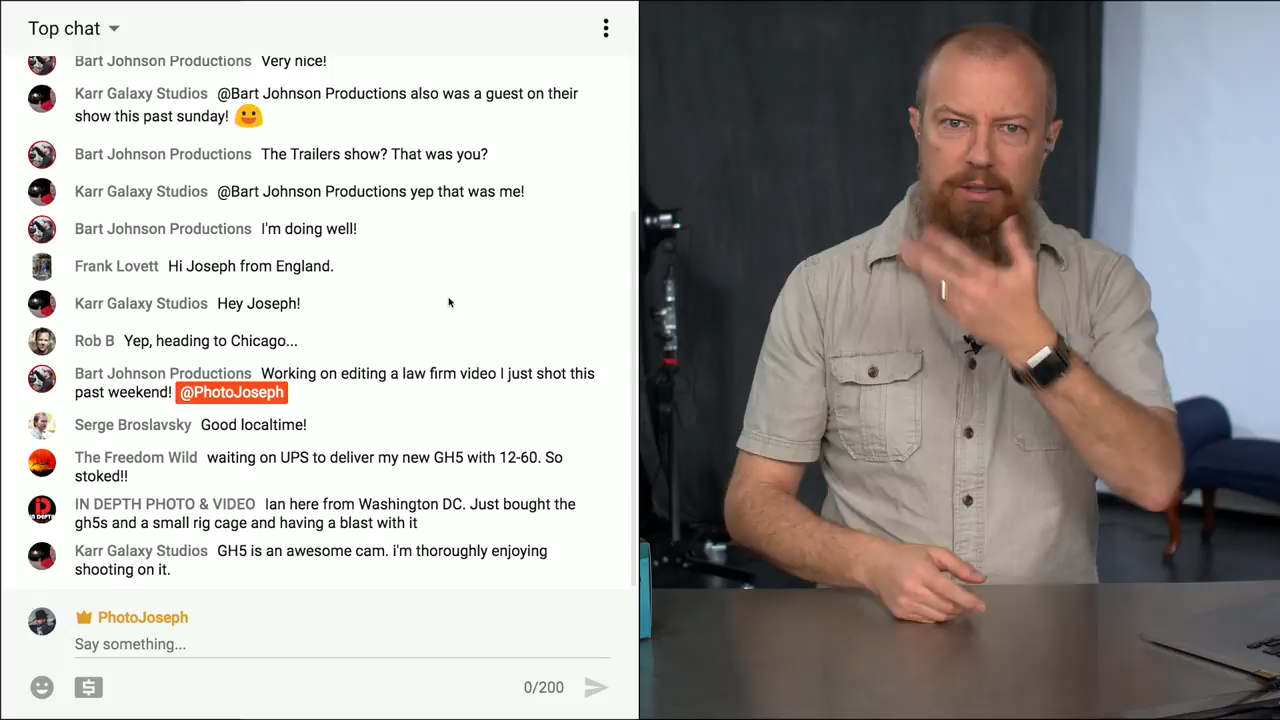 Top chat
Bart Johnson Productions Very nice!
Karr Galaxy Studios @Bart Johnson Productions also was a guest on their
show this past sunday!
Bart Johnson Productions The Trailers show? That was you?
Karr Galaxy Studios @Bart Johnson Productions yep that was me!
Bart Johnson Productions I'm doing well!
Frank Lovett Hi Joseph from England.
Karr Galaxy Studios Hey Joseph!
Rob B Yep, heading to Chicago...
Bart Johnson Productions Working on editing a law firm video I just shot this
past weekend! @PhotoJoseph
Serge Broslavsky Good localtime!
The Freedom Wild waiting on UPS to deliver my new GH5 with 12-60. So
stoked!!
IN DEPTH PHOTO & VIDEO Ian here from Washington DC. Just bought the
gh5s and a small rig cage and having a blast with it
Karr Galaxy Studios GH5 is an awesome cam. i'm thoroughly enjoying
shooting on it.
PhotoJoseph
Say something...
0/200